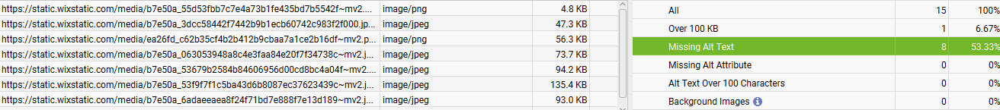 https://static.wixstatic.com/media/b7e50a_55d53fbb7c7e4a73b1fe435bd7b5542f~mv2.... image/png 4.8 KB
https://static.wixstatic.com/media/b7e50a_3dcc58442f7442b9b1ecb60742c983f2f000.jp... image/jpeg 47.3 KB
https://static.wixstatic.com/media/ea26fd_c62b35cf4b2b412b9cbaa7a1ce2b16df~mv2.p... image/png 56.3 KB
https://static.wixstatic.com/media/b7e50a_063053948a8c4e3faa84e20f7f34738c~mv2.j... image/jpeg 73.7 KB
https://static.wixstatic.com/media/b7e50a_53679b2584b84606956d00cd8bc4a04f~mv2.... image/jpeg 94.2 KB
https://static.wixstatic.com/media/b7e50a_53f9f7f1c5ba43d6b8087ec37623439c~mv2.j... image/jpeg 135.4 KB
https://static.wixstatic.com/media/b7e50a_6adaeeaea8f24f71bd7e888f7e13d189~mv2.j... image/jpeg 93.0 KB
All 15 100%
Over 100 KB 1 6.67%
Missing Alt Text 8 53.33%
Missing Alt Attribute 0 0%
Alt Text Over 100 Characters 0 0%
Background Images 0 0%